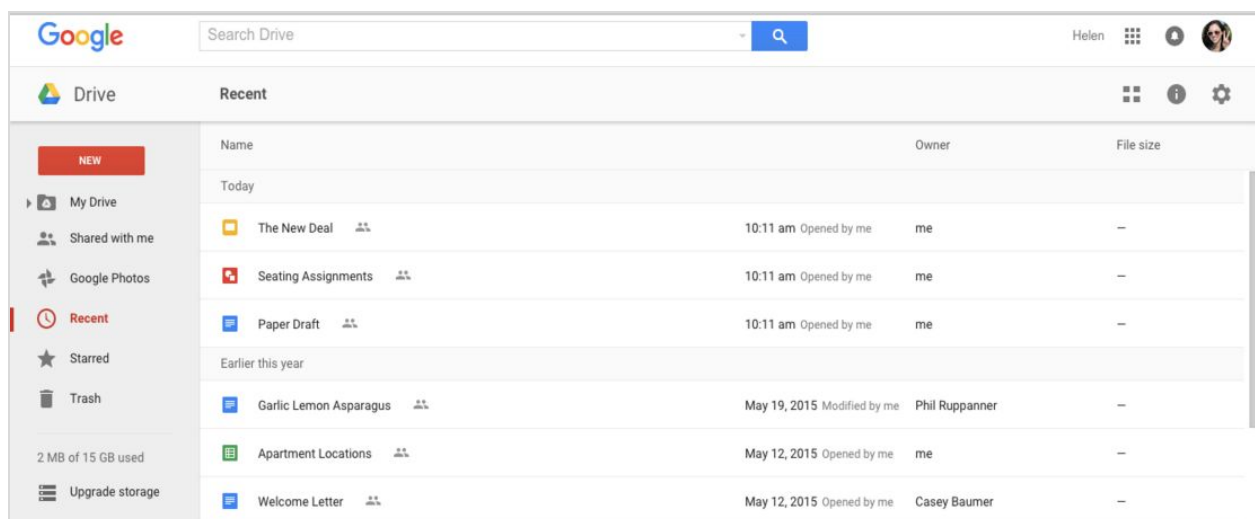 Google Search Drive Helen
Drive Recent
NEW
My Drive
Shared with me
Google Photos
Recent
Starred
Trash
2 MB of 15 GB used
Upgrade storage
Name Owner File size
Today
The New Deal 10:11 am Opened by me me –
Seating Assignments 10:11 am Opened by me me –
Paper Draft 10:11 am Opened by me me –
Earlier this year
Garlic Lemon Asparagus May 19, 2015 Modified by me Phil Ruppanner –
Apartment Locations May 12, 2015 Opened by me me –
Welcome Letter May 12, 2015 Opened by me Casey Baumer –